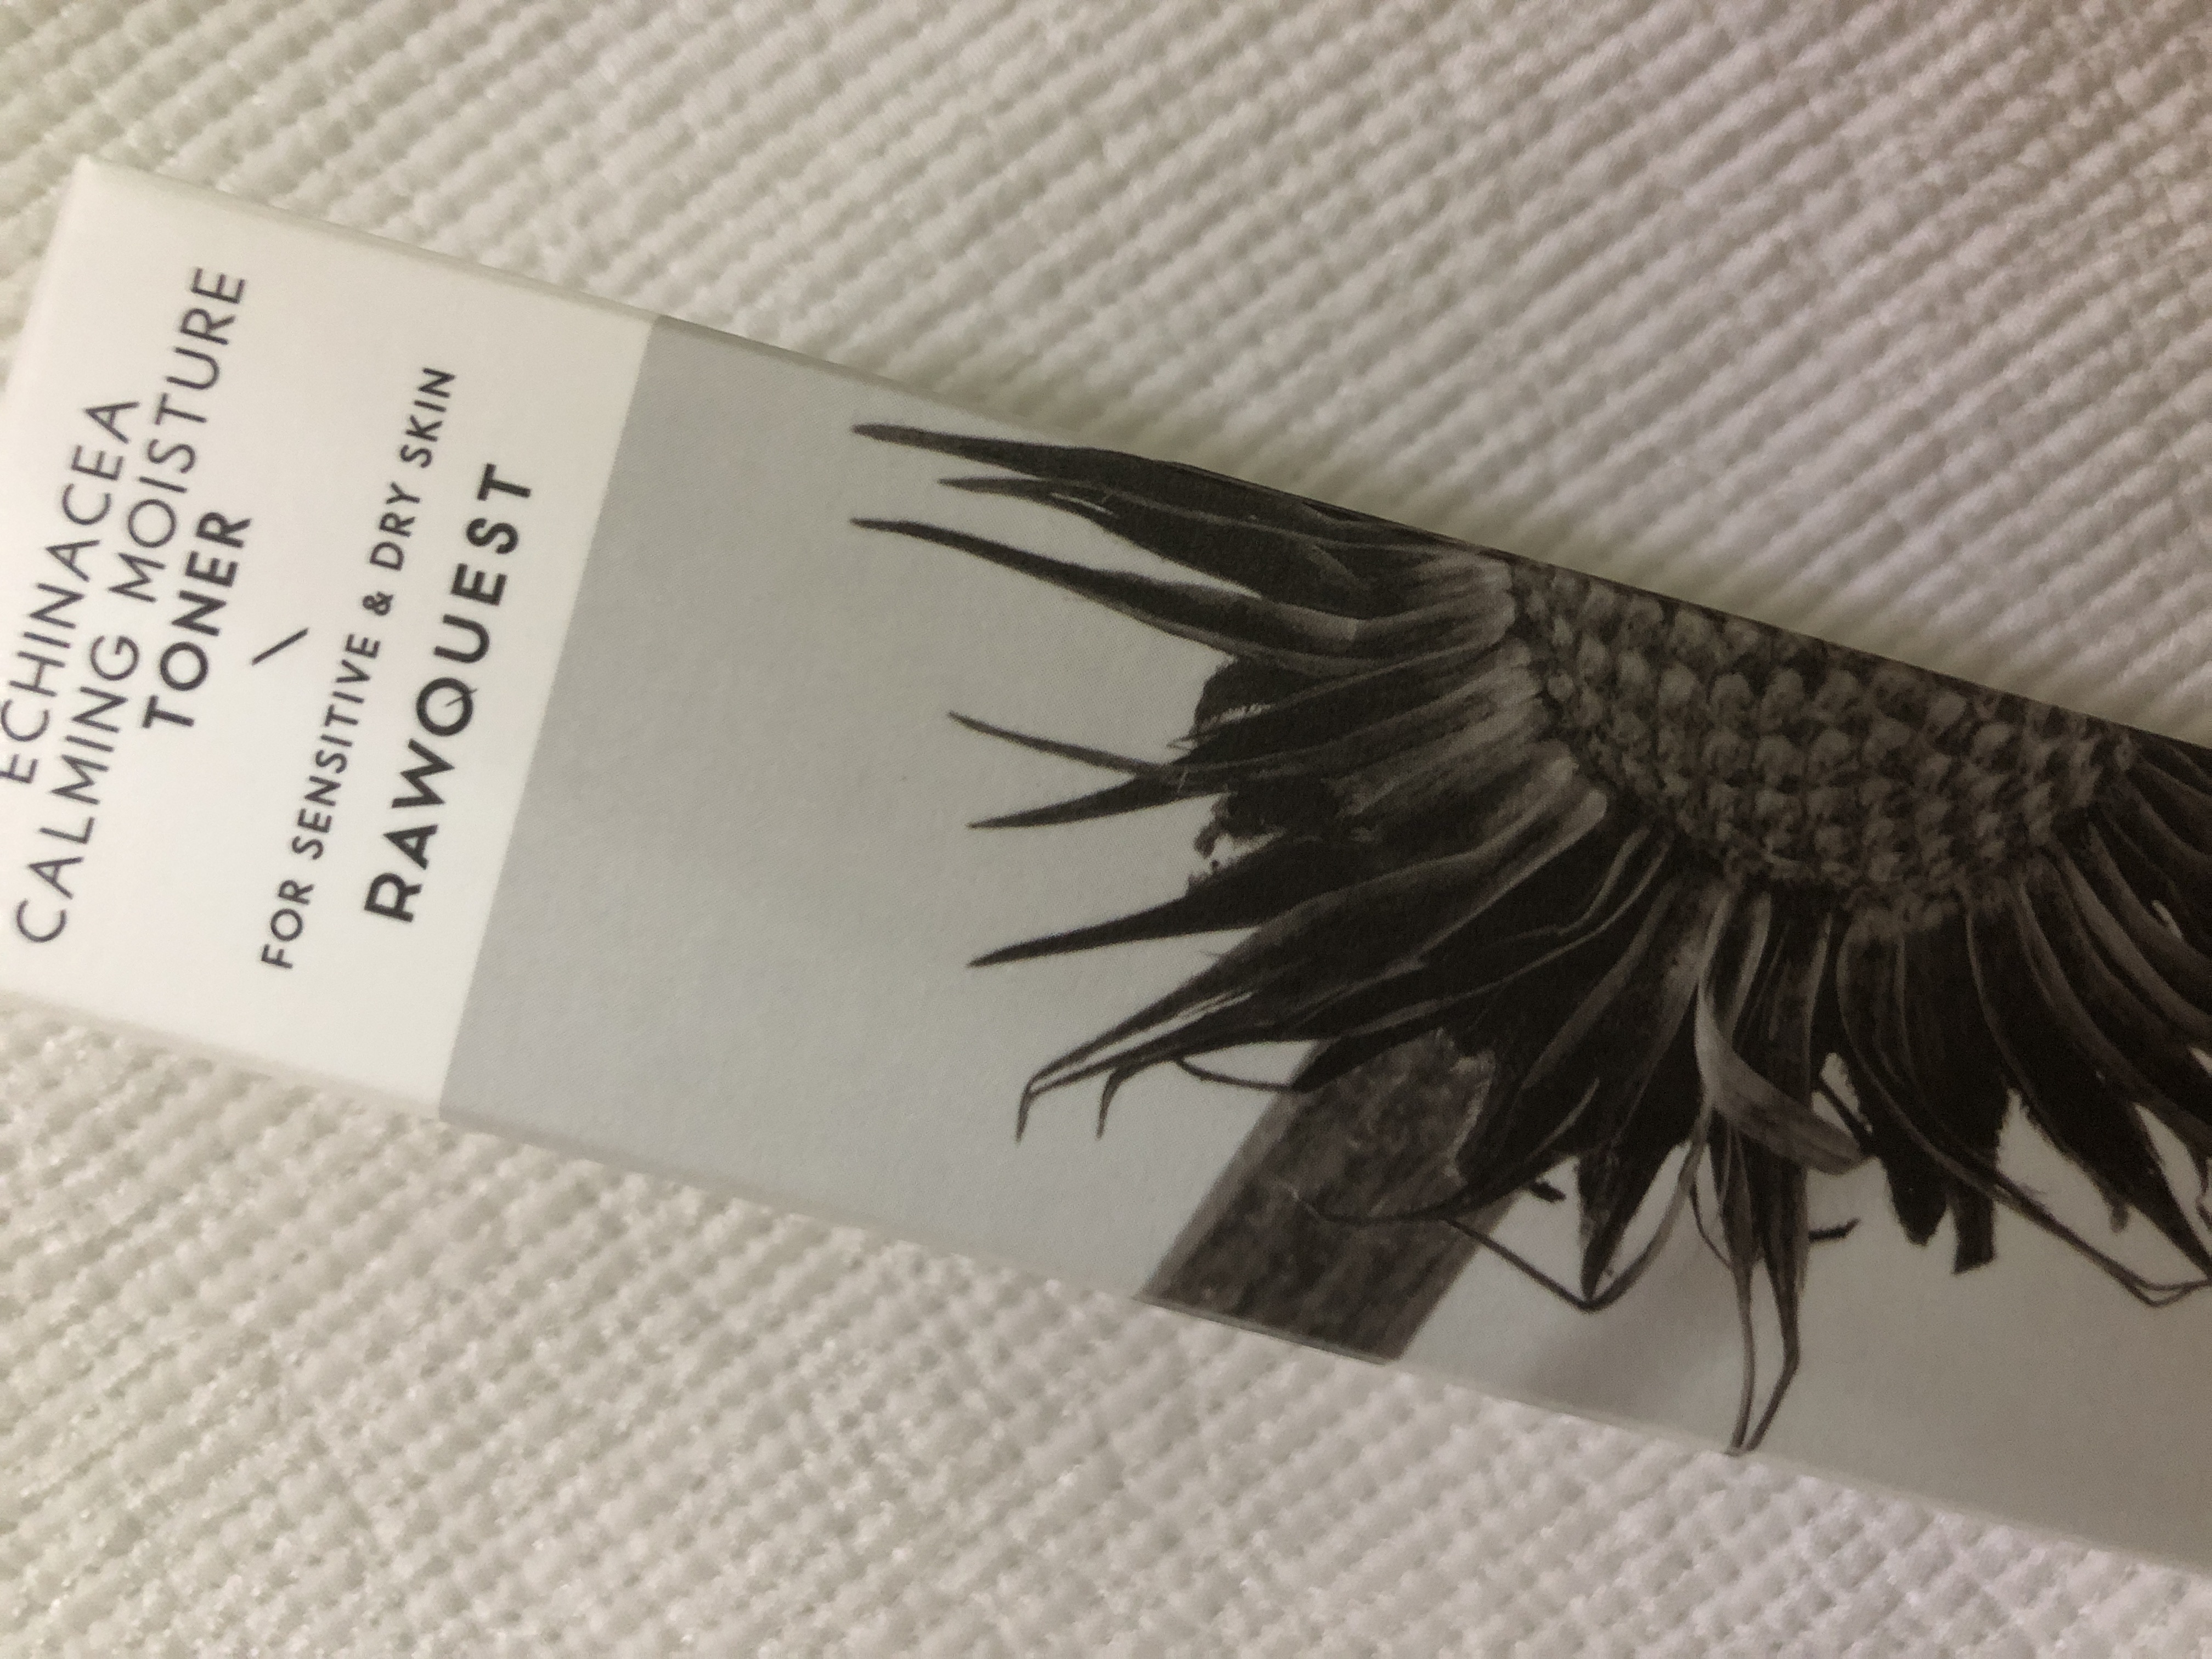 ECHINACEA
CALMING MOISTURE
TONER
\
FOR SENSITIVE & DRY SKIN
RAWQUEST